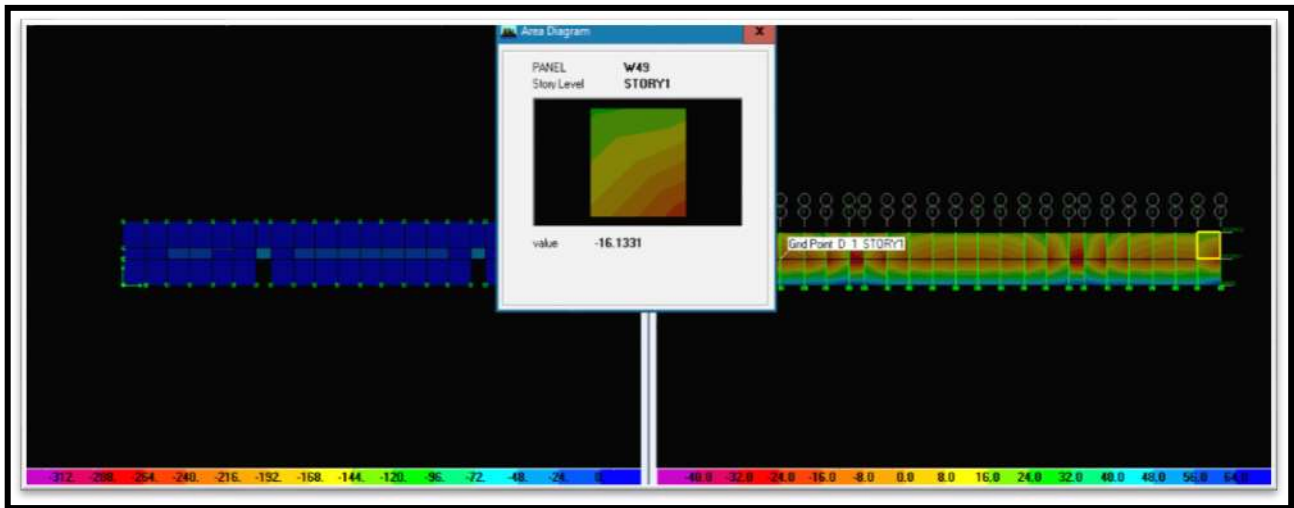 Area Diagram
X
PANEL W49
Story Level STORY1
value -16.1331
Grid Point D 1 STORY1
-312. -288. -264. -240. -216. -192. -168. -144. -120. -96. -72. -48. -24. 0.
-40.0 -32.0 -24.0 -16.0 -8.0 0.0 8.0 16.0 24.0 32.0 40.0 48.0 56.0 64.0